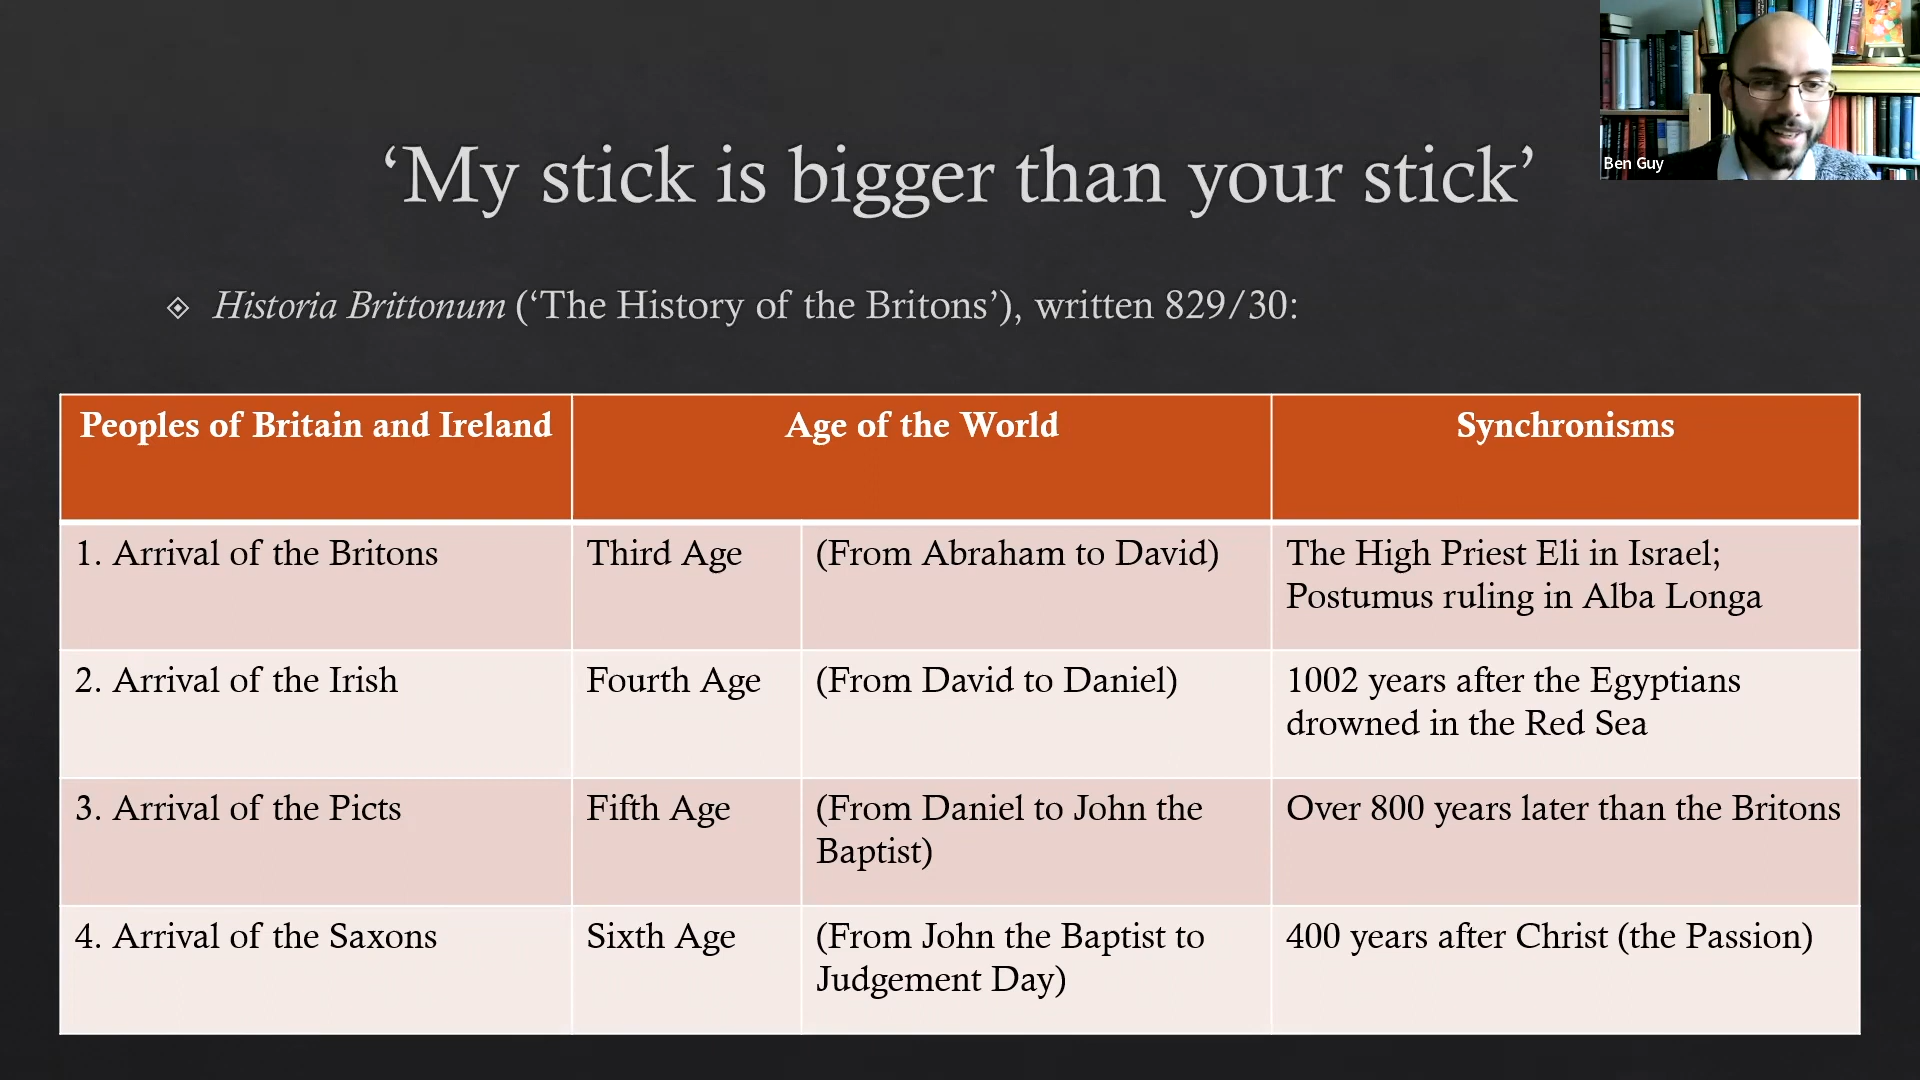 Ben Guy
‘My stick is bigger than your stick’
Historia Brittonum (‘The History of the Britons’), written 829/30:
Peoples of Britain and Ireland
Age of the World
Synchronisms
1. Arrival of the Britons
Third Age
(From Abraham to David)
The High Priest Eli in Israel;
Postumus ruling in Alba Longa
2. Arrival of the Irish
Fourth Age
(From David to Daniel)
1002 years after the Egyptians
drowned in the Red Sea
3. Arrival of the Picts
Fifth Age
(From Daniel to John the
Baptist)
Over 800 years later than the Britons
4. Arrival of the Saxons
Sixth Age
(From John the Baptist to
Judgement Day)
400 years after Christ (the Passion)